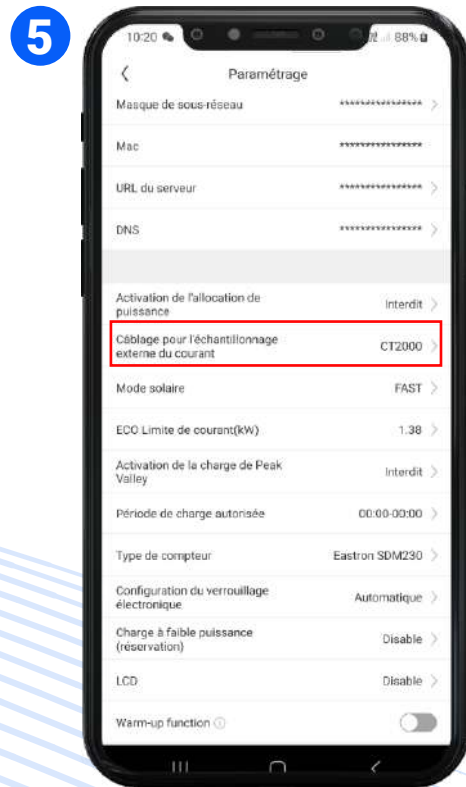 5
10:20 88%
Paramétrage
Masque de sous-réseau ****************
Mac ****************
URL du serveur ****************
DNS ****************
Activation de l'allocation de
puissance
Interdit
Câblage pour l'échantillonnage
externe du courant
CT2000
Mode solaire FAST
ECO Limite de courant(kW) 1.38
Activation de la charge de Peak
Valley
Interdit
Période de charge autorisée 00:00-00:00
Type de compteur Eastron SDM230
Configuration du verrouillage
électronique
Automatique
Charge à faible puissance
(réservation)
Disable
LCD Disable
Warm-up function